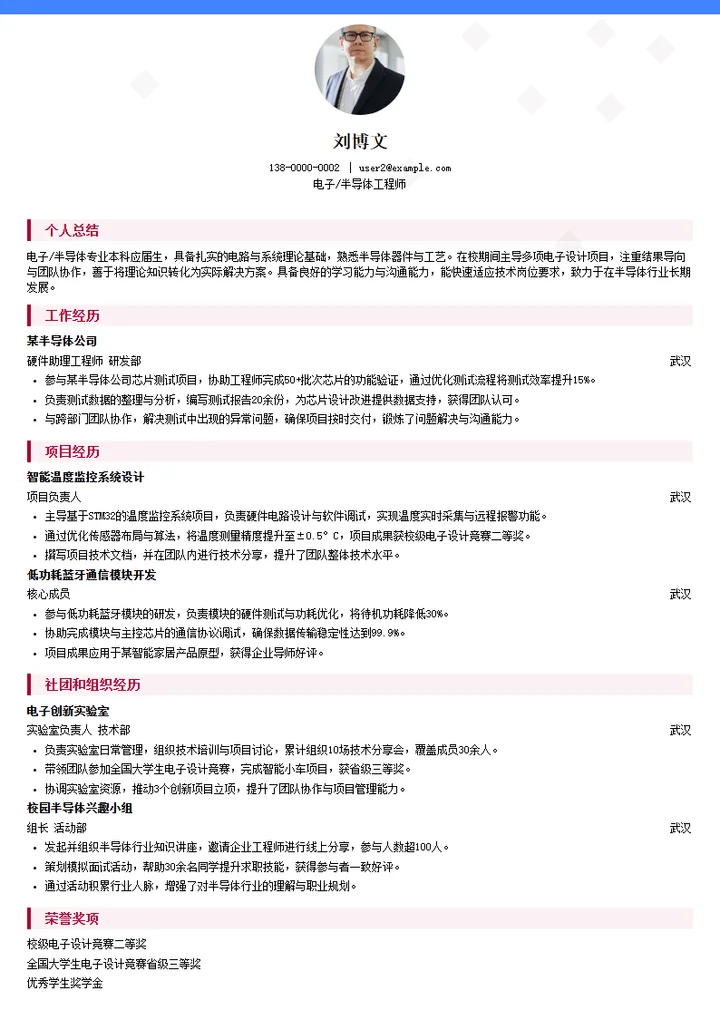 刘博文
138-0000-0002 | user2@example.com
电子/半导体工程师
个人总结
电子/半导体专业本科应届生，具备扎实的电路与系统理论基础，熟悉半导体器件与工艺。在校期间主导多项电子设计项目，注重结果导向
与团队协作，善于将理论知识转化为实际解决方案。具备良好的学习能力与沟通能力，能快速适应技术岗位要求，致力于在半导体行业长期
发展。
工作经历
某半导体公司
硬件助理工程师 研发部 武汉
• 参与某半导体公司芯片测试项目，协助工程师完成50+批次芯片的功能验证，通过优化测试流程将测试效率提升15%。
• 负责测试数据的整理与分析，编写测试报告20余份，为芯片设计改进提供数据支持，获得团队认可。
• 与跨部门团队协作，解决测试中出现的异常问题，确保项目按时交付，锻炼了问题解决与沟通能力。
项目经历
智能温度监控系统设计
项目负责人 武汉
• 主导基于STM32的温度监控系统项目，负责硬件电路设计与软件调试，实现温度实时采集与远程报警功能。
• 通过优化传感器布局与算法，将温度测量精度提升至±0.5°C，项目成果获校级电子设计竞赛二等奖。
• 撰写项目技术文档，并在团队内进行技术分享，提升了团队整体技术水平。
低功耗蓝牙通信模块开发
核心成员 武汉
• 参与低功耗蓝牙模块的研发，负责模块的硬件测试与功耗优化，将待机功耗降低30%。
• 协助完成模块与主控芯片的通信协议调试，确保数据传输稳定性达到99.9%。
• 项目成果应用于某智能家居产品原型，获得企业导师好评。
社团和组织经历
电子创新实验室
实验室负责人 技术部 武汉
• 负责实验室日常管理，组织技术培训与项目讨论，累计组织10场技术分享会，覆盖成员30余人。
• 带领团队参加全国大学生电子设计竞赛，完成智能小车项目，获省级三等奖。
• 协调实验室资源，推动3个创新项目立项，提升了团队协作与项目管理能力。
校园半导体兴趣小组
组长 活动部 武汉
• 发起并组织半导体行业知识讲座，邀请企业工程师进行线上分享，参与人数超100人。
• 策划模拟面试活动，帮助30余名同学提升求职技能，获得参与者一致好评。
• 通过活动积累行业人脉，增强了对半导体行业的理解与职业规划。
荣誉奖项
校级电子设计竞赛二等奖
全国大学生电子设计竞赛省级三等奖
优秀学生奖学金